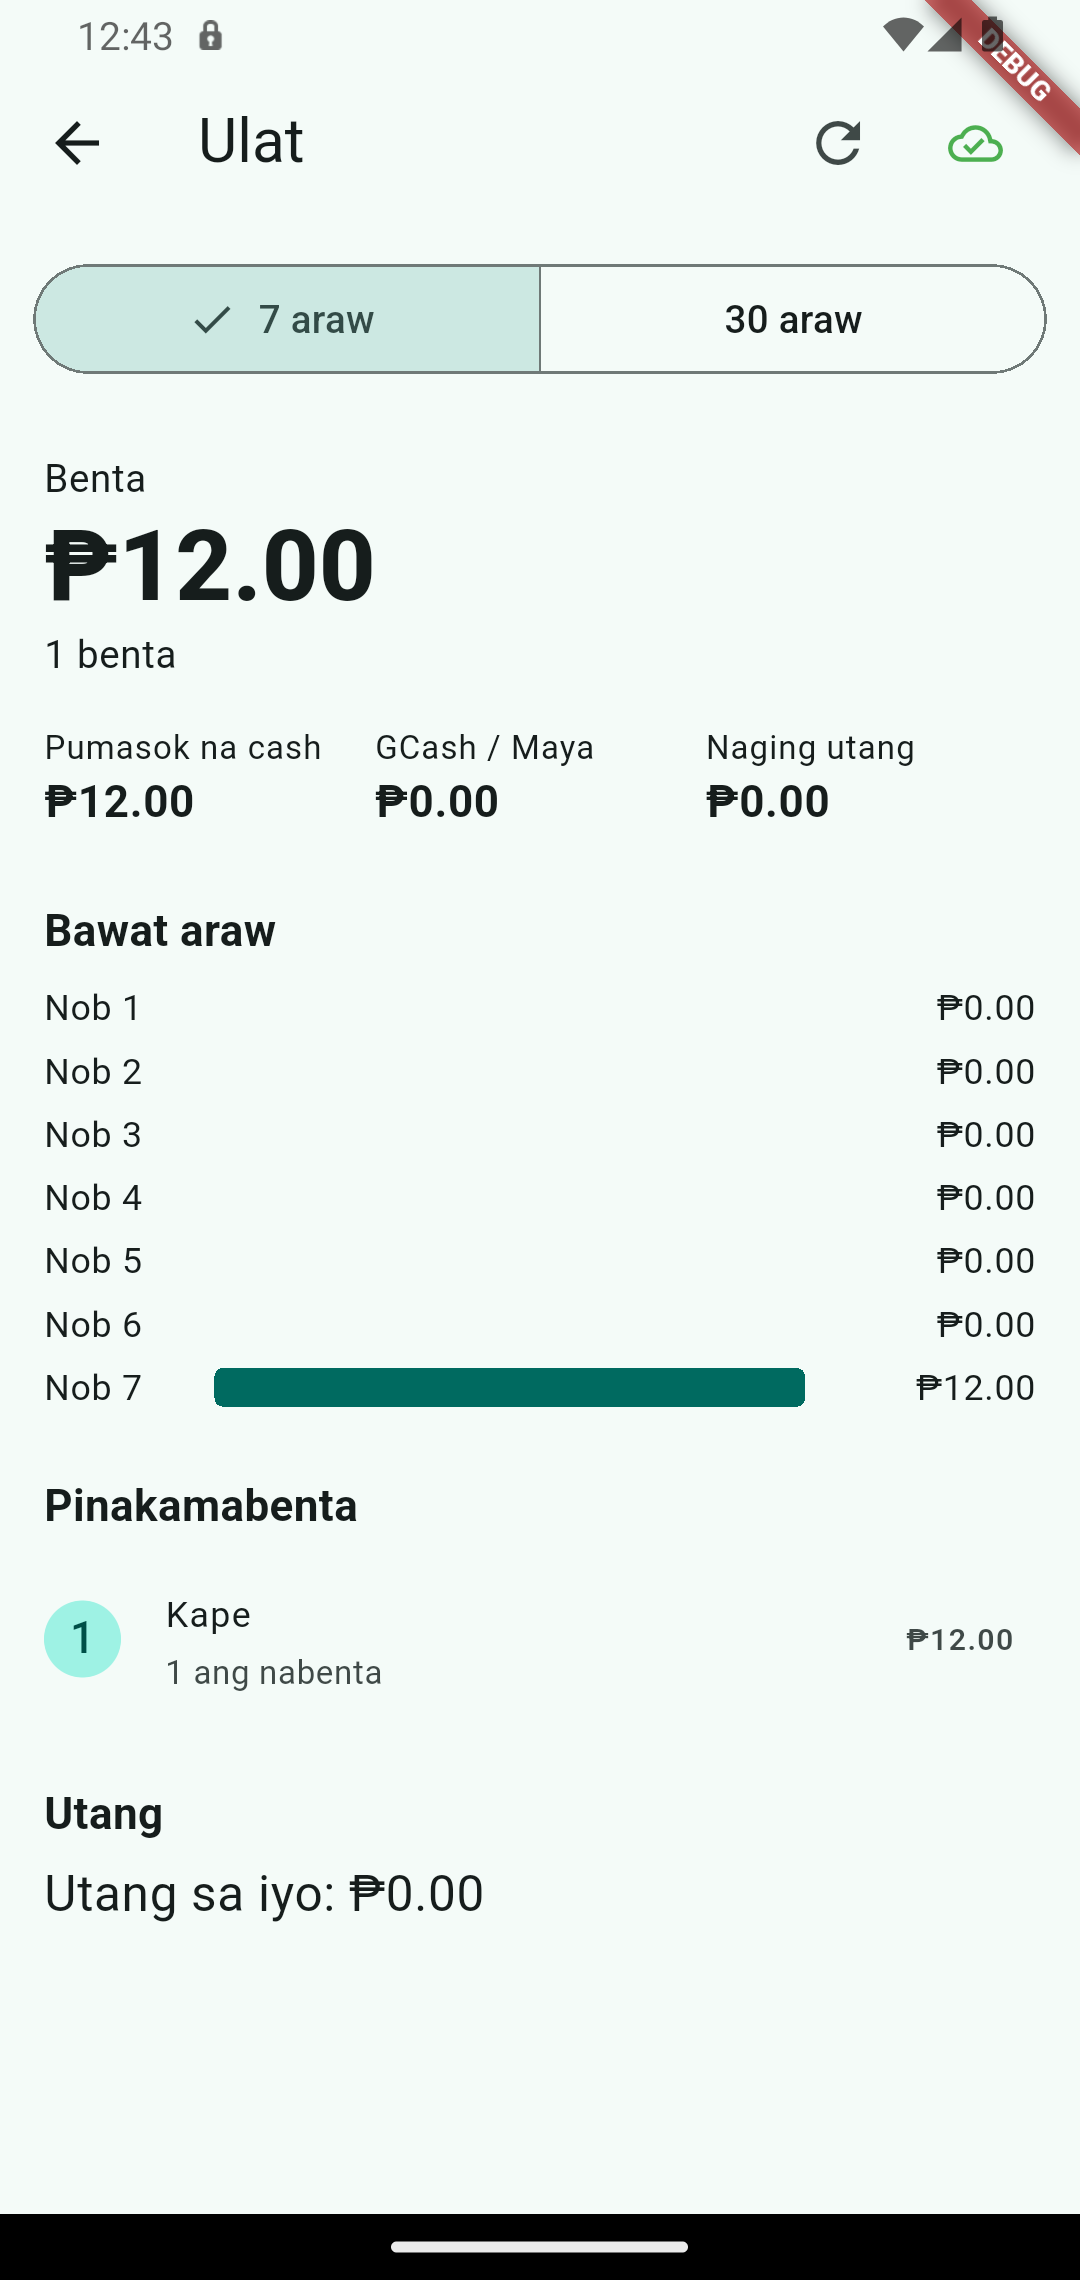 12:43
DEBUG
Ulat
7 araw
30 araw
Benta
₱12.00
1 benta
Pumasok na cash GCash / Maya Naging utang
₱12.00 ₱0.00 ₱0.00
Bawat araw
Nob 1 ₱0.00
Nob 2 ₱0.00
Nob 3 ₱0.00
Nob 4 ₱0.00
Nob 5 ₱0.00
Nob 6 ₱0.00
Nob 7 ₱12.00
Pinakamabenta
1
Kape
1 ang nabenta
₱12.00
Utang
Utang sa iyo: ₱0.00